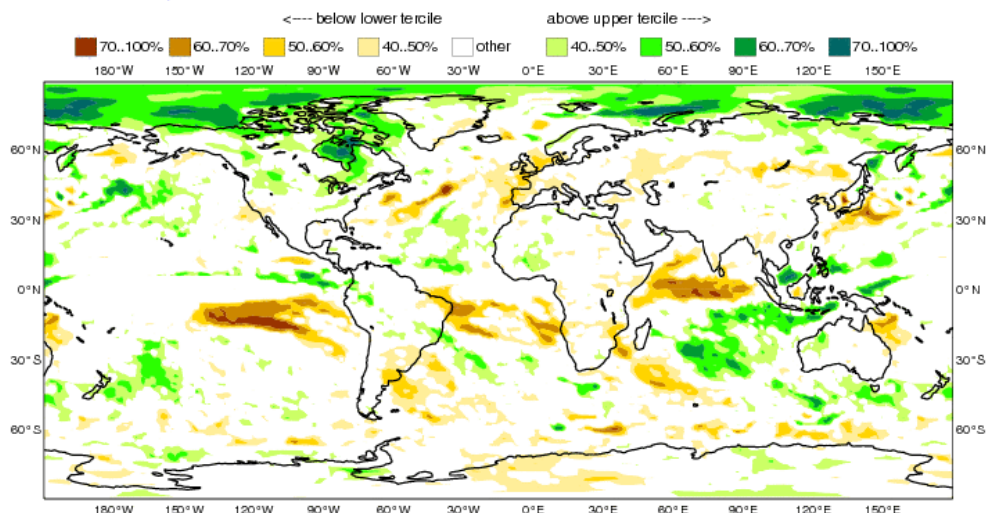 <---- below lower tercile above upper tercile ---->
70..100% 60..70% 50..60% 40..50% other 40..50% 50..60% 60..70% 70..100%
180°W 150°W 120°W 90°W 60°W 30°W 0°E 30°E 60°E 90°E 120°E 150°E
60°N 60°N
30°N 30°N
0°N 0°N
30°S 30°S
60°S 60°S
180°W 150°W 120°W 90°W 60°W 30°W 0°E 30°E 60°E 90°E 120°E 150°E